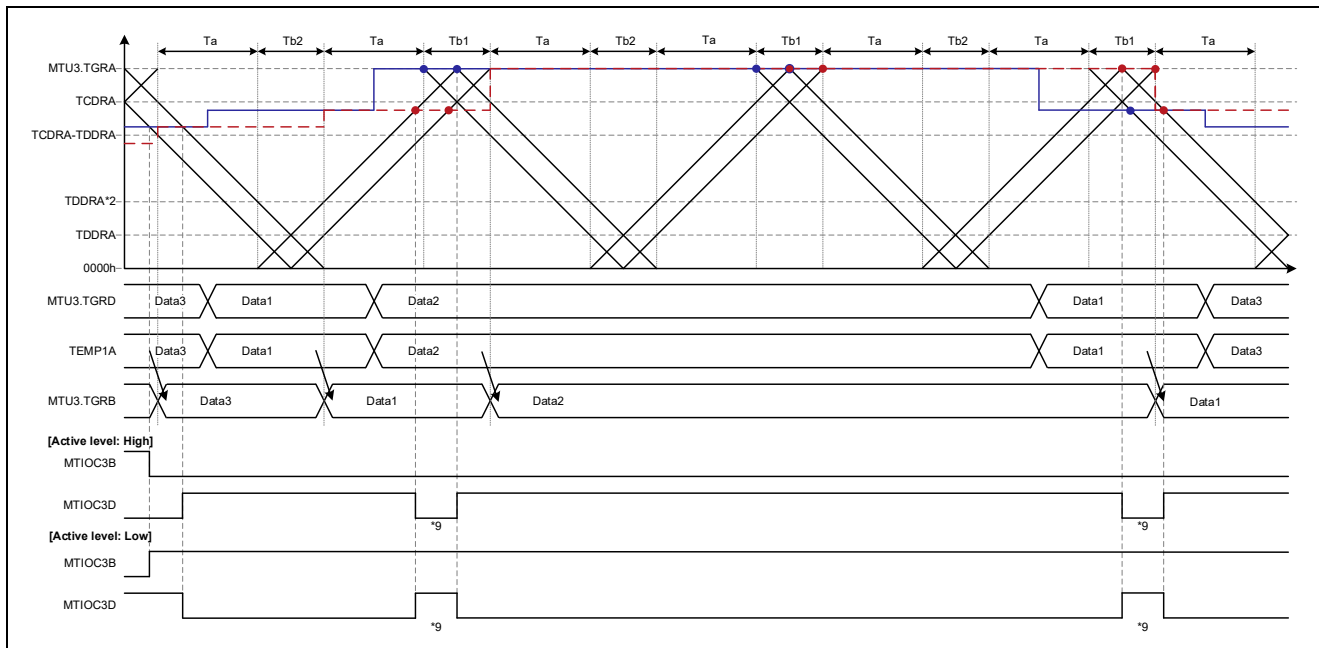 Ta Tb2 Ta Tb1 Ta Tb2 Ta Tb1 Ta Tb2 Ta Tb1 Ta
MTU3.TGRA
TCDRA
TCDRA-TDDRA
TDDRA*2
TDDRA
0000h
MTU3.TGRD Data3 Data1 Data2 Data1 Data3
TEMP1A Data3 Data1 Data2 Data1 Data3
MTU3.TGRB Data3 Data1 Data2 Data1
[Active level: High]
MTIOC3B
MTIOC3D
*9 *9
[Active level: Low]
MTIOC3B
MTIOC3D
*9 *9